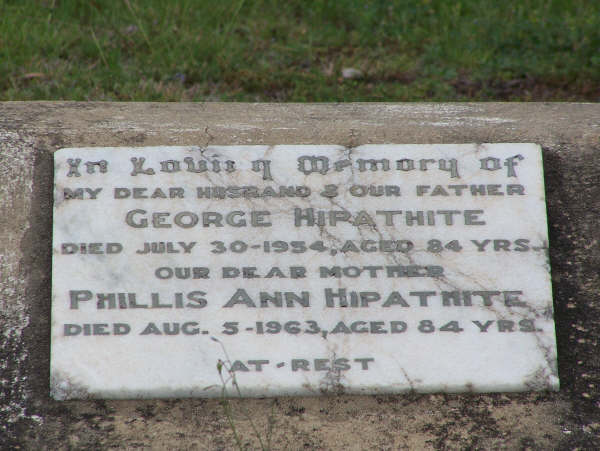 In Loving Memory of
MY DEAR HUSBAND & OUR FATHER
GEORGE HIPATHITE
DIED JULY 30-1954, AGED 84 YRS.
OUR DEAR MOTHER
PHILLIS ANN HIPATHITE
DIED AUG. 5-1963, AGED 84 YRS.
AT-REST